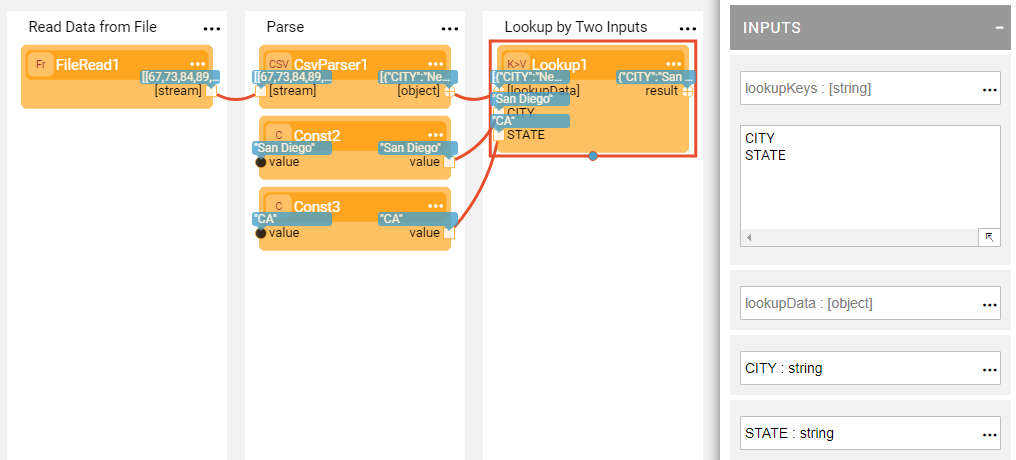 Read Data from File
Fr FileRead1
[[67,73,84,89,...
[stream]
Parse
CSV CsvParser1
[[67,73,84,89,... [{"CITY":"Ne...
[stream] [object]
C Const2
"San Diego" "San Diego"
value value
C Const3
"CA" "CA"
value value
Lookup by Two Inputs
K>V Lookup1
[{"CITY":"Ne... {"CITY":"San ...
[lookupData] result
"San Diego"
CITY
"CA"
STATE
INPUTS
lookupKeys : [string]
CITY
STATE
lookupData : [object]
CITY : string
STATE : string